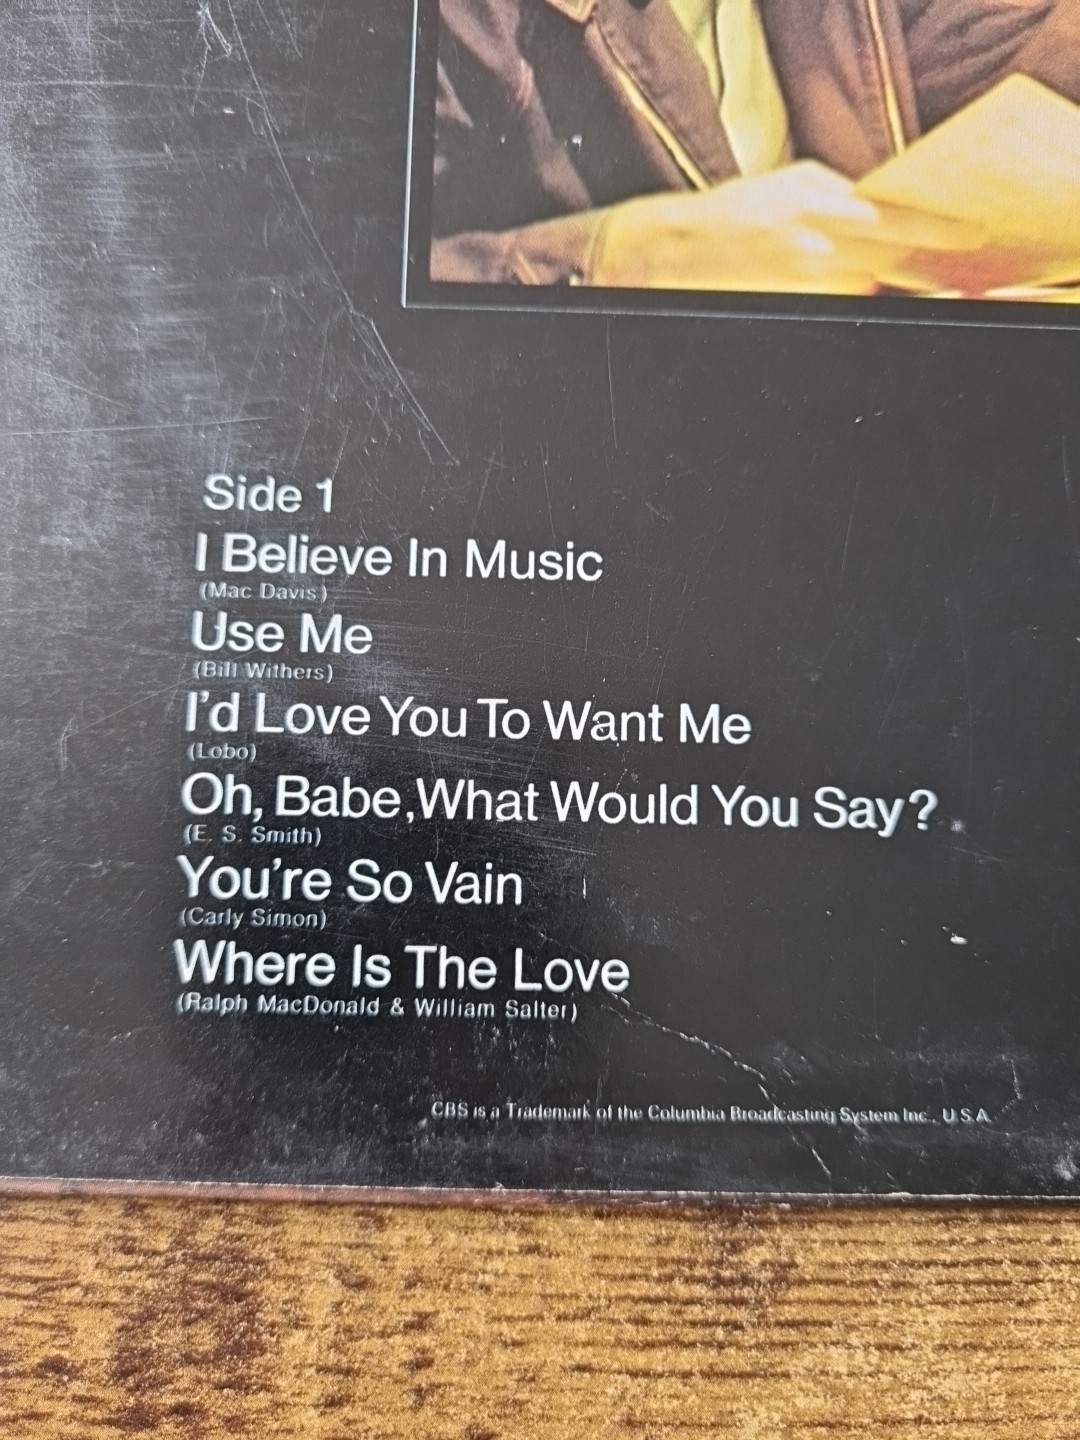 Side 1
I Believe In Music
(Mac Davis)
Use Me
(Bill Withers)
I'd Love You To Want Me
(Lobo)
Oh, Babe,What Would You Say?
(E. S. Smith)
You're So Vain
(Carly Simon)
Where Is The Love
(Ralph MacDonald & William Salter)
CBS is a Trademark of the Columbia Broadcasting System Inc., U.S.A.